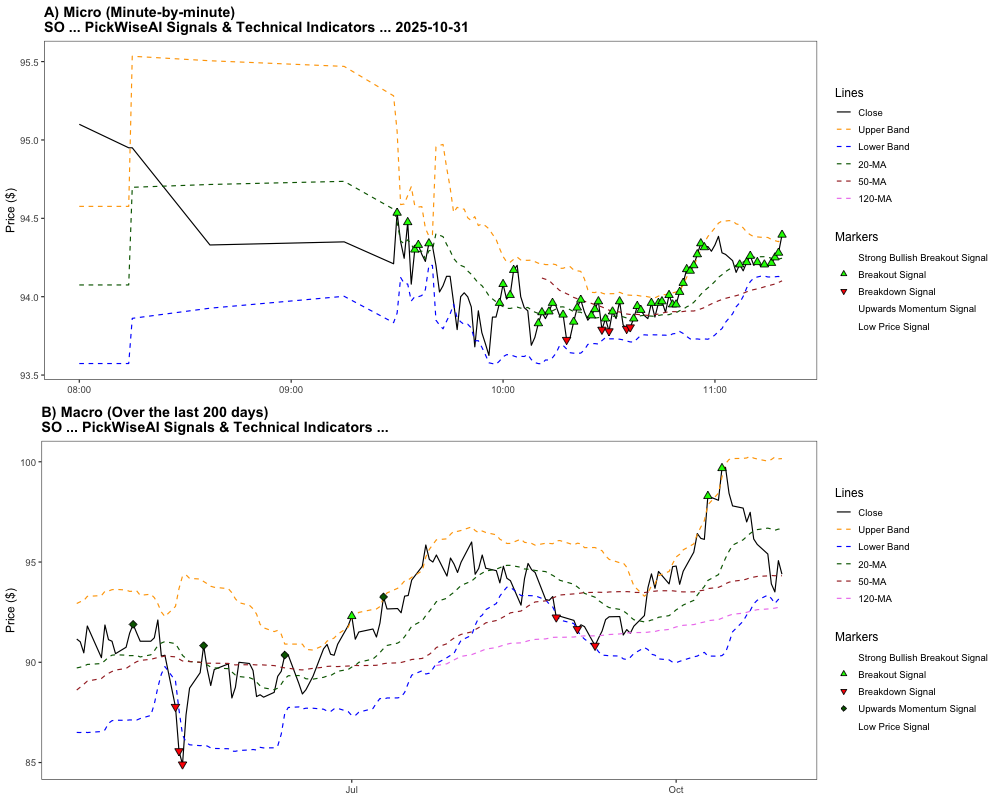 A) Micro (Minute-by-minute)
SO ... PickWiseAI Signals & Technical Indicators ... 2025-10-31
95.5
95.0
94.5
94.0
93.5
Price ($)
08:00
09:00
10:00
11:00
Lines
Close
Upper Band
Lower Band
20-MA
50-MA
120-MA
Markers
Strong Bullish Breakout Signal
Breakout Signal
Breakdown Signal
Upwards Momentum Signal
Low Price Signal
B) Macro (Over the last 200 days)
SO ... PickWiseAI Signals & Technical Indicators ...
100
95
90
85
Price ($)
Jul
Oct
Lines
Close
Upper Band
Lower Band
20-MA
50-MA
120-MA
Markers
Strong Bullish Breakout Signal
Breakout Signal
Breakdown Signal
Upwards Momentum Signal
Low Price Signal